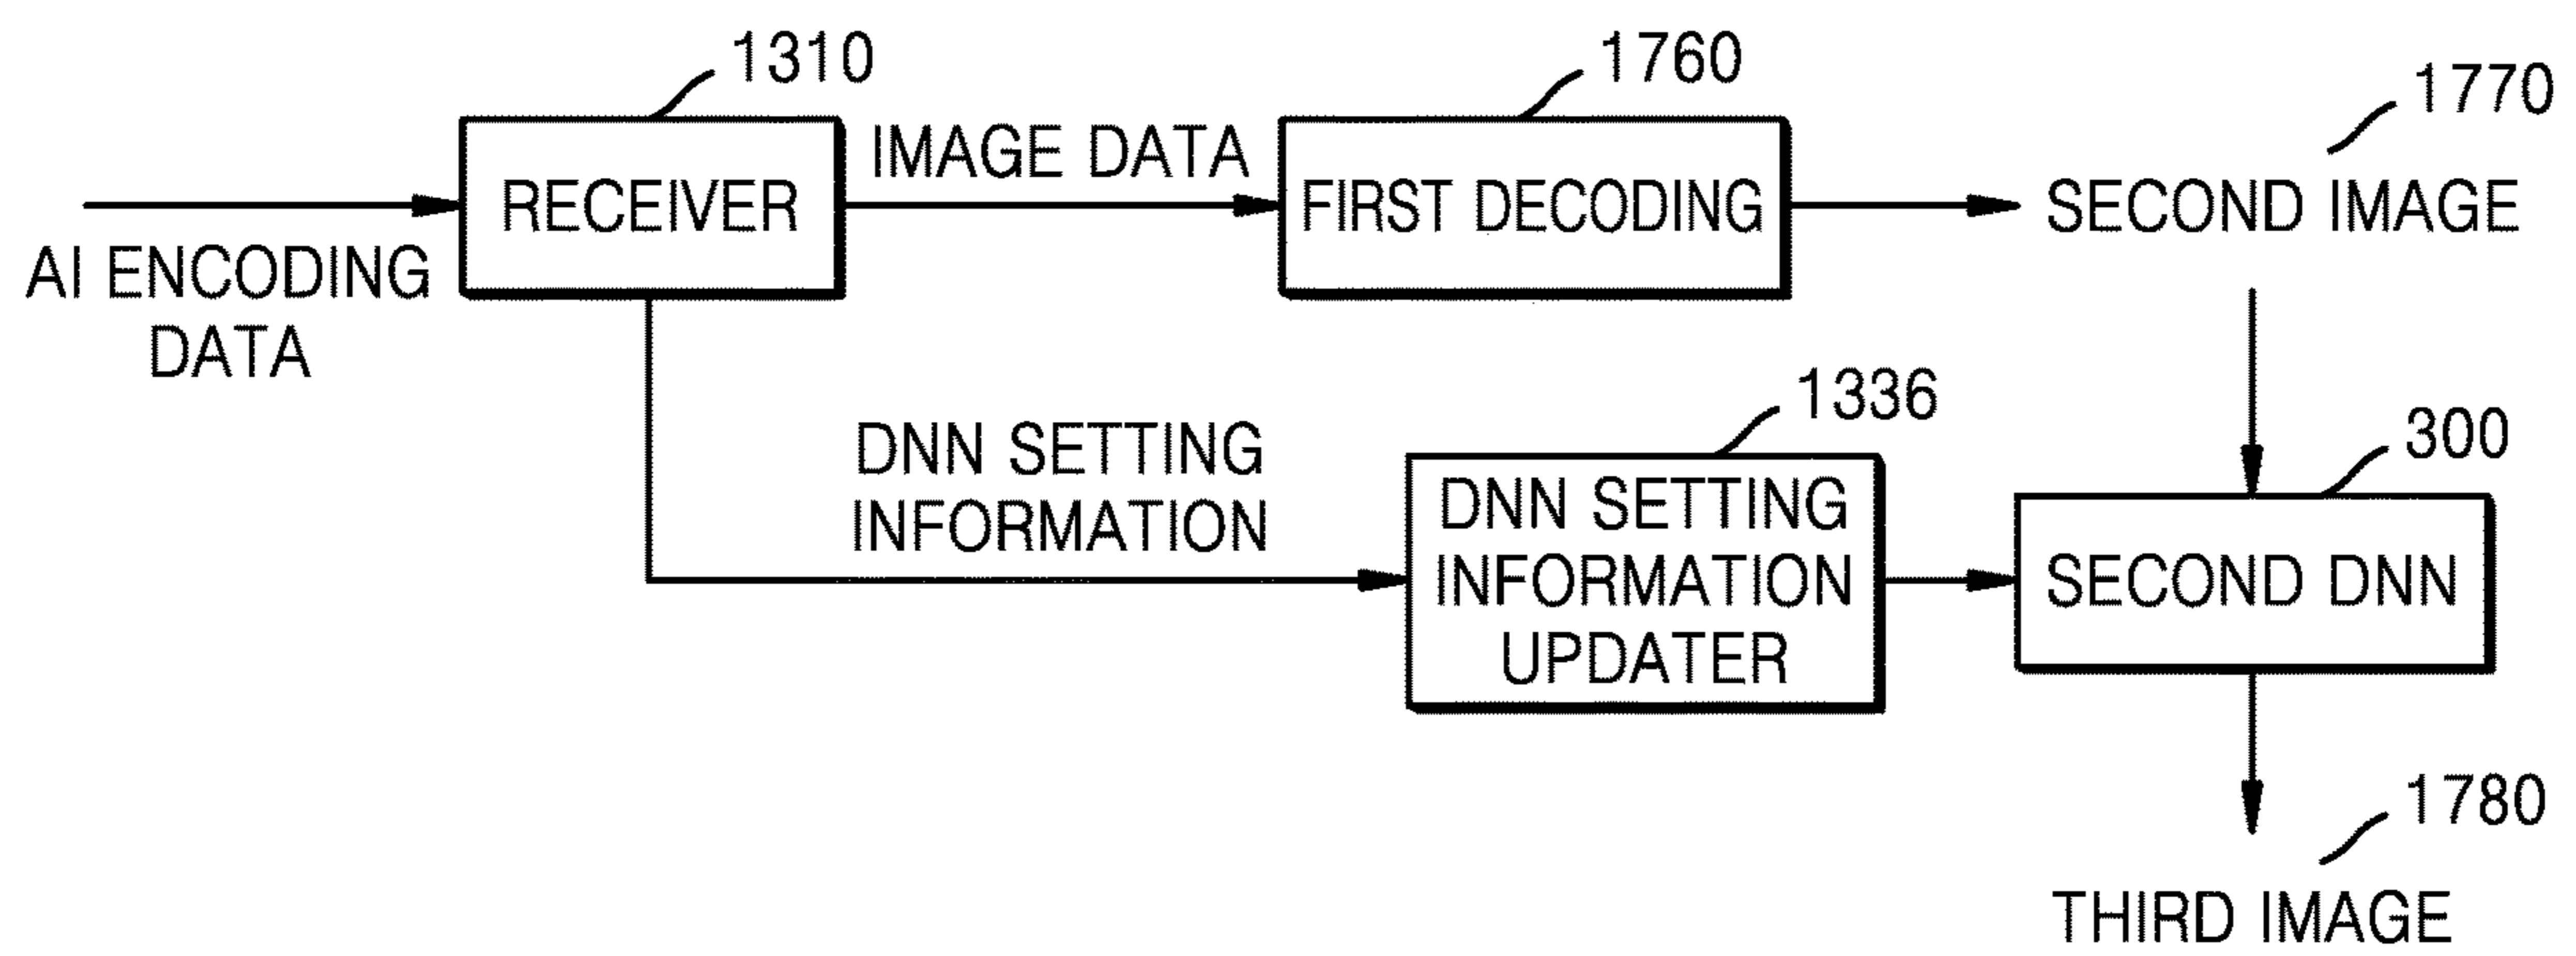 1310
1760
1770
IMAGE DATA
RECEIVER
FIRST DECODING
SECOND IMAGE
AI ENCODING
DATA
1336
300
DNN SETTING
INFORMATION
DNN SETTING
INFORMATION
UPDATER
SECOND DNN
1780
THIRD IMAGE